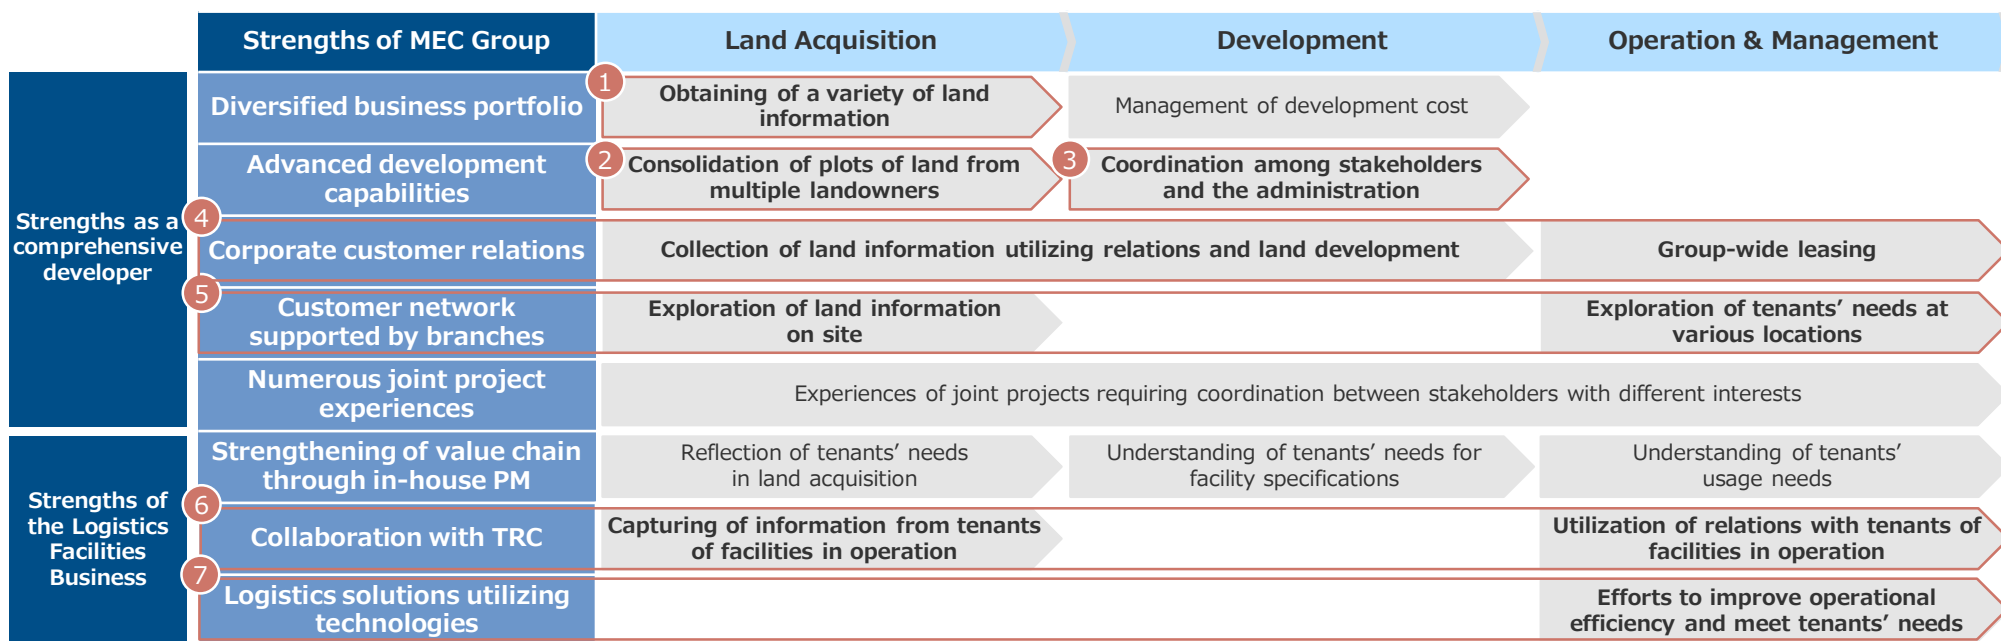 Strengths of MEC Group
Land Acquisition
Development
Operation & Management
Strengths as a
comprehensive
developer
1
Diversified business portfolio
Obtaining of a variety of land
information
Management of development cost
Advanced development
capabilities
2
Consolidation of plots of land from
multiple landowners
3
Coordination among stakeholders
and the administration
4
Corporate customer relations
Collection of land information utilizing relations and land development
Group-wide leasing
5
Customer network
supported by branches
Exploration of land information
on site
Exploration of tenants’ needs at
various locations
Numerous joint project
experiences
Experiences of joint projects requiring coordination between stakeholders with different interests
Strengths of
the Logistics
Facilities
Business
Strengthening of value chain
through in-house PM
Reflection of tenants’ needs
in land acquisition
Understanding of tenants’ needs for
facility specifications
Understanding of tenants’
usage needs
6
Collaboration with TRC
Capturing of information from tenants
of facilities in operation
Utilization of relations with tenants of
facilities in operation
7
Logistics solutions utilizing
technologies
Efforts to improve operational
efficiency and meet tenants’ needs